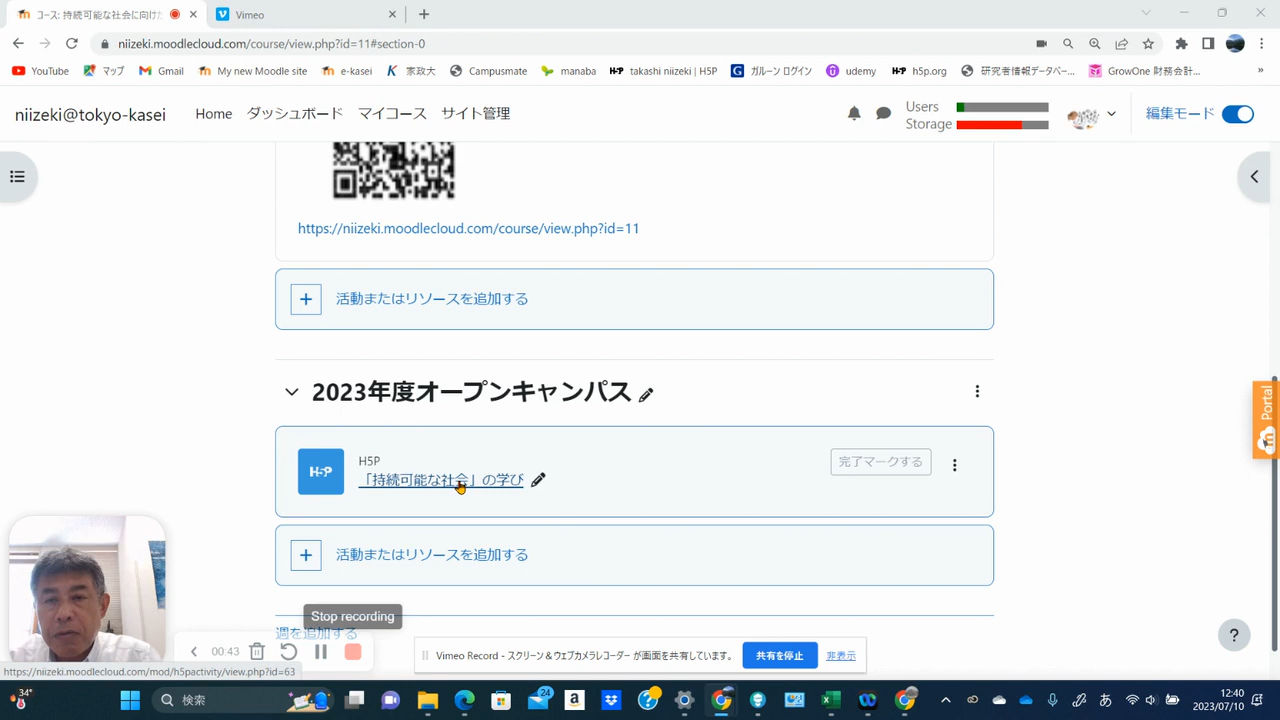 コース: 持続可能な社会に向けた
Vimeo
niizeki.moodlecloud.com/course/view.php?id=11#section-0
YouTube
マップ
Gmail
My new Moodle site
e-kasei
家政大
Campusmate
manaba
takashi niizeki | H5P
ガルーン ログイン
udemy
h5p.org
研究者情報データベー...
GrowOne 財務会計...
»
niizeki@tokyo-kasei
Home
ダッシュボード
マイコース
サイト管理
Users
Storage
編集モード
https://niizeki.moodlecloud.com/course/view.php?id=11
活動またはリソースを追加する
2023年度オープンキャンパス
H5P
H5P
「持続可能な社会」の学び
完了マークする
活動またはリソースを追加する
Portal
Stop recording
週を追加する
00:43
Vimeo Record - スクリーン＆ウェブカメラレコーダー が画面を共有しています。
共有を停止
非表示
?
https://niizeki.moodlecloud.com/mod/h5pactivity/view.php?id=63
34°
検索
24
あ
12:40
2023/07/10